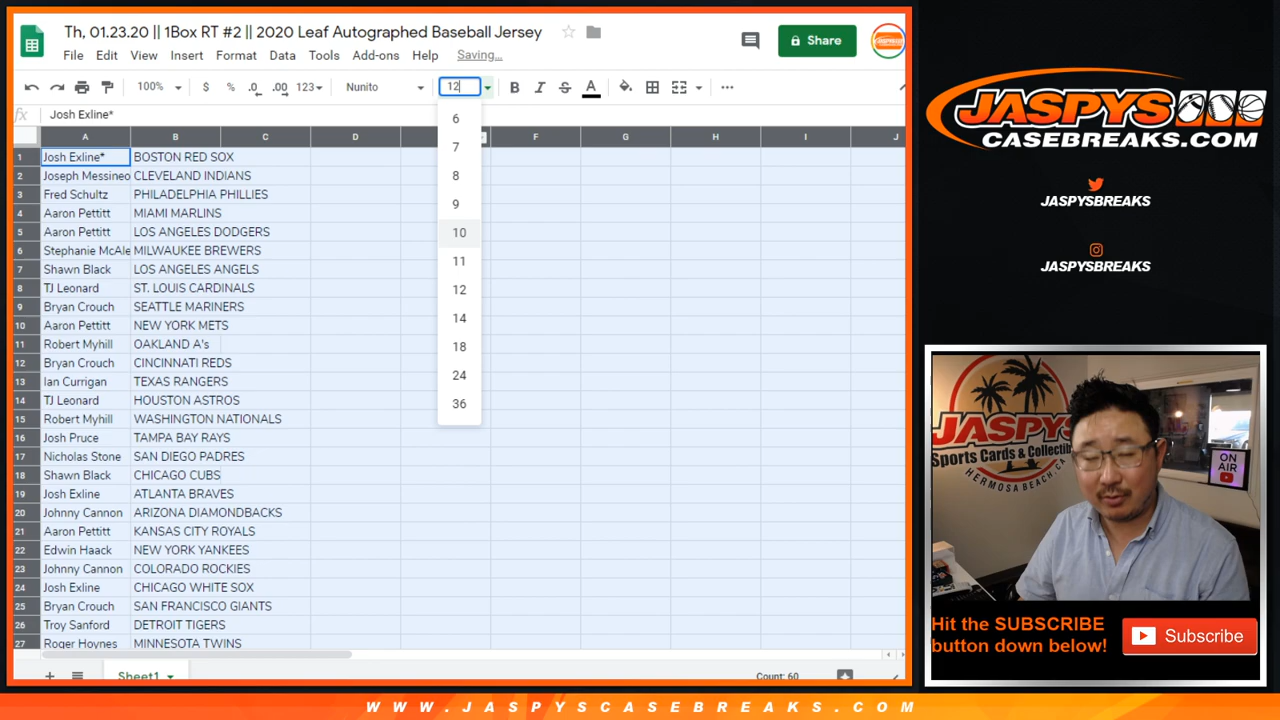 Th, 01.23.20 || 1Box RT #2 || 2020 Leaf Autographed Baseball Jersey
File Edit View Insert Format Data Tools Add-ons Help Saving...
Share
100% $ % .0 .00 123 Nunito 12 B I S A
fx Josh Exline*
A B C D F G H I J
1 Josh Exline* BOSTON RED SOX
2 Joseph Messineo CLEVELAND INDIANS
3 Fred Schultz PHILADELPHIA PHILLIES
4 Aaron Pettitt MIAMI MARLINS
5 Aaron Pettitt LOS ANGELES DODGERS
6 Stephanie McAle MILWAUKEE BREWERS
7 Shawn Black LOS ANGELES ANGELS
8 TJ Leonard ST. LOUIS CARDINALS
9 Bryan Crouch SEATTLE MARINERS
10 Aaron Pettitt NEW YORK METS
11 Robert Myhill OAKLAND A's
12 Bryan Crouch CINCINNATI REDS
13 Ian Currigan TEXAS RANGERS
14 TJ Leonard HOUSTON ASTROS
15 Robert Myhill WASHINGTON NATIONALS
16 Josh Pruce TAMPA BAY RAYS
17 Nicholas Stone SAN DIEGO PADRES
18 Shawn Black CHICAGO CUBS
19 Josh Exline ATLANTA BRAVES
20 Johnny Cannon ARIZONA DIAMONDBACKS
21 Aaron Pettitt KANSAS CITY ROYALS
22 Edwin Haack NEW YORK YANKEES
23 Johnny Cannon COLORADO ROCKIES
24 Josh Exline CHICAGO WHITE SOX
25 Bryan Crouch SAN FRANCISCO GIANTS
26 Troy Sanford DETROIT TIGERS
27 Roger Hoynes MINNESOTA TWINS
6
7
8
9
10
11
12
14
18
24
36
Sheet1
Count: 60
JASPYS
CASEBREAKS.COM
JASPYSBREAKS
JASPYSBREAKS
JASPYS
Sports Cards & Collectib
HERMOSA BEACH, CA
ON AIR
Hit the SUBSCRIBE
button down below!
Subscribe
WWW.JASPYSCASEBREAKS.COM